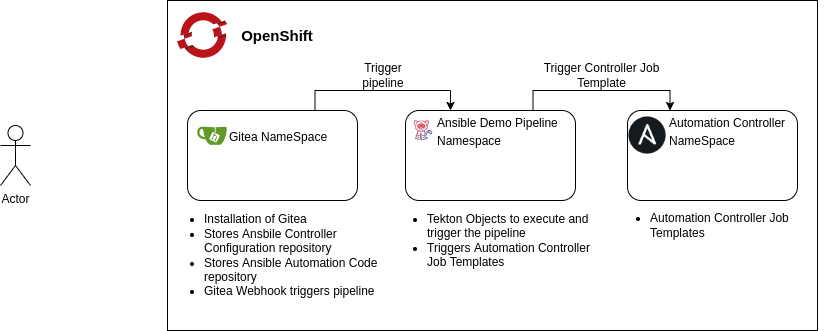 OpenShift
Trigger
pipeline
Trigger Controller Job
Template
Gitea NameSpace
Ansible Demo Pipeline
Namespace
Automation Controller
NameSpace
Actor
Installation of Gitea
Stores Ansbile Controller
Configuration repository
Stores Ansible Automation Code
repository
Gitea Webhook triggers pipeline
Tekton Objects to execute and
trigger the pipeline
Triggers Automation Controller
Job Templates
Automation Controller Job
Templates